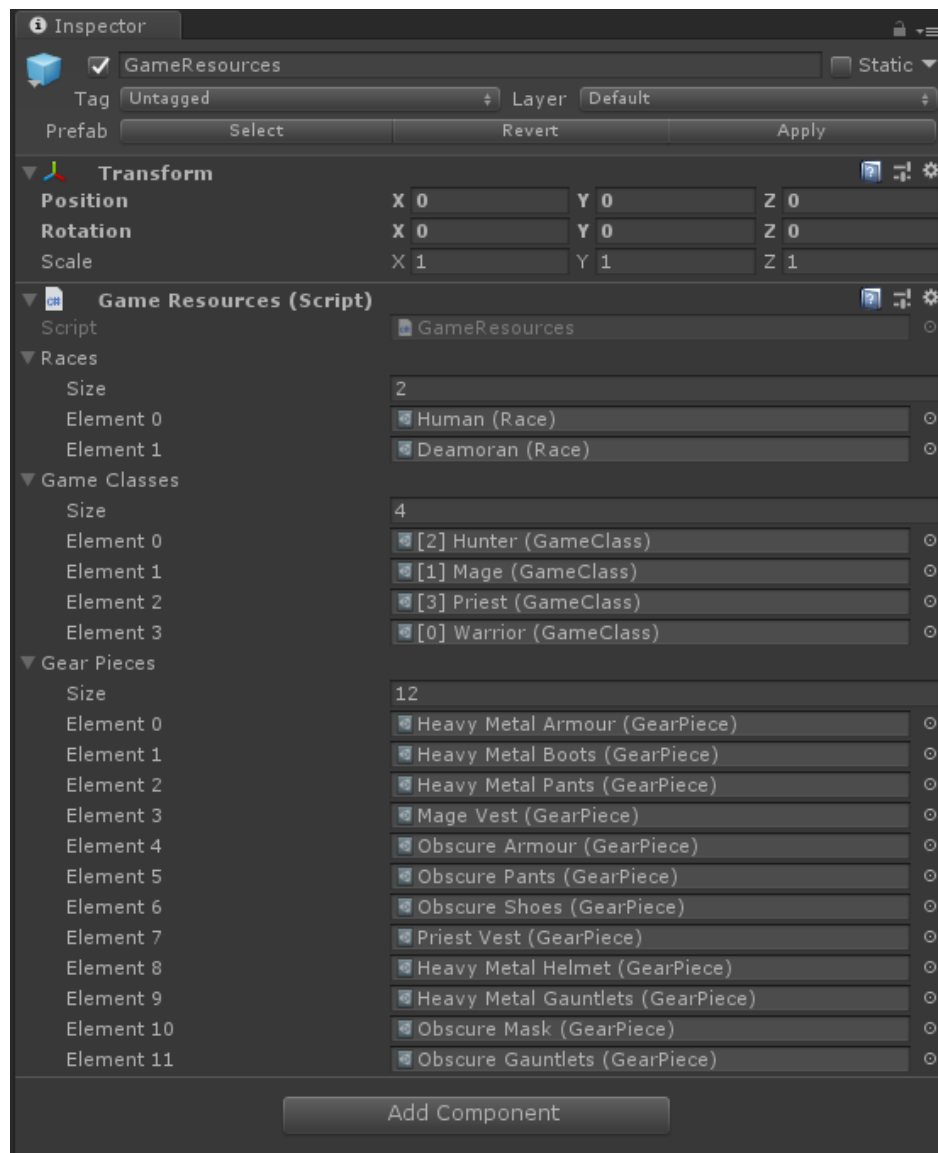 Inspector
GameResources Static
Tag Untagged Layer Default
Prefab Select Revert Apply
Transform
Position X 0 Y 0 Z 0
Rotation X 0 Y 0 Z 0
Scale X 1 Y 1 Z 1
Game Resources (Script)
Script GameResources
Races
Size 2
Element 0 Human (Race)
Element 1 Deamoran (Race)
Game Classes
Size 4
Element 0 [2] Hunter (GameClass)
Element 1 [1] Mage (GameClass)
Element 2 [3] Priest (GameClass)
Element 3 [0] Warrior (GameClass)
Gear Pieces
Size 12
Element 0 Heavy Metal Armour (GearPiece)
Element 1 Heavy Metal Boots (GearPiece)
Element 2 Heavy Metal Pants (GearPiece)
Element 3 Mage Vest (GearPiece)
Element 4 Obscure Armour (GearPiece)
Element 5 Obscure Pants (GearPiece)
Element 6 Obscure Shoes (GearPiece)
Element 7 Priest Vest (GearPiece)
Element 8 Heavy Metal Helmet (GearPiece)
Element 9 Heavy Metal Gauntlets (GearPiece)
Element 10 Obscure Mask (GearPiece)
Element 11 Obscure Gauntlets (GearPiece)
Add Component